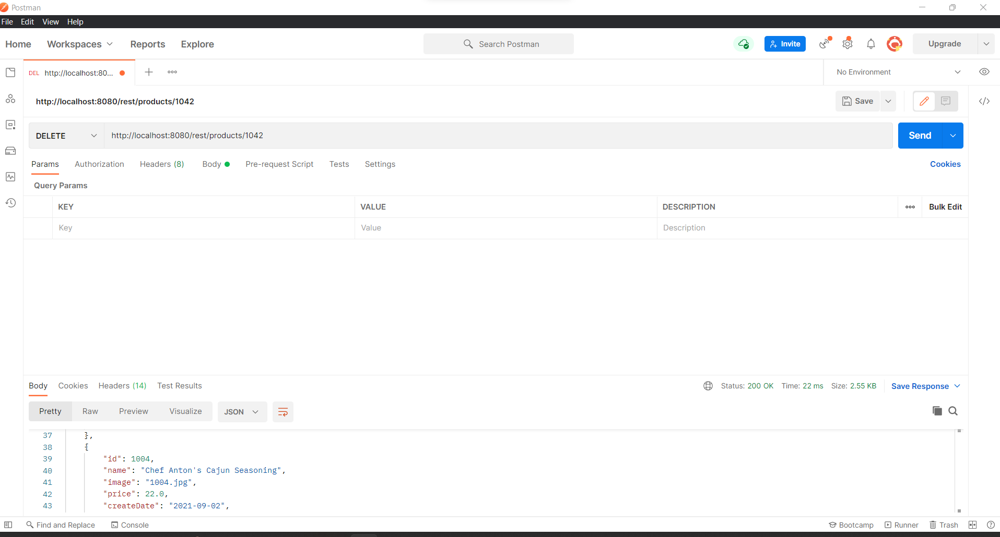 Postman
File Edit View Help
Home Workspaces Reports Explore Search Postman Invite Upgrade
DEL http://localhost:80... No Environment
http://localhost:8080/rest/products/1042 Save
DELETE http://localhost:8080/rest/products/1042 Send
Params Authorization Headers (8) Body Pre-request Script Tests Settings Cookies
Query Params
KEY VALUE DESCRIPTION Bulk Edit
Key Value Description
Body Cookies Headers (14) Test Results Status: 200 OK Time: 22 ms Size: 2.55 KB Save Response
Pretty Raw Preview Visualize JSON
37 },
38 {
39 "id": 1004,
40 "name": "Chef Anton's Cajun Seasoning",
41 "image": "1004.jpg",
42 "price": 22.0,
43 "createDate": "2021-09-02",
Find and Replace Console Bootcamp Runner Trash